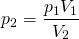 p₂ = p₁V₁ / V₂